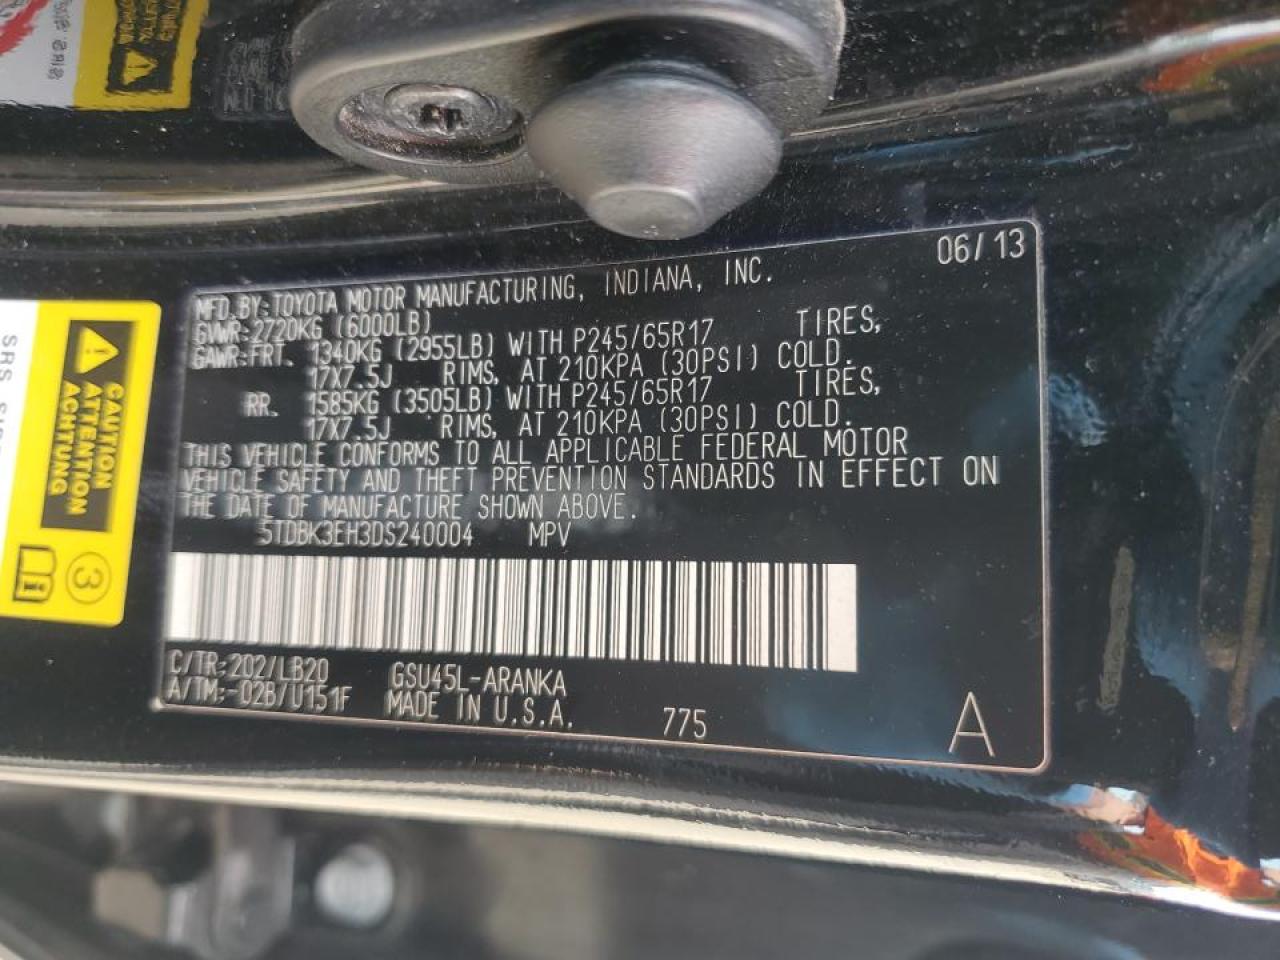 06/13
MFD.BY:TOYOTA MOTOR MANUFACTURING, INDIANA, INC.
GVWR:2720KG (6000LB)
GAWR:FRT. 1340KG (2955LB) WITH P245/65R17 TIRES,
17X7.5J RIMS, AT 210KPA (30PSI) COLD.
RR. 1585KG (3505LB) WITH P245/65R17 TIRES,
17X7.5J RIMS, AT 210KPA (30PSI) COLD.
THIS VEHICLE CONFORMS TO ALL APPLICABLE FEDERAL MOTOR
VEHICLE SAFETY AND THEFT PREVENTION STANDARDS IN EFFECT ON
THE DATE OF MANUFACTURE SHOWN ABOVE.
5TDBK3EH3DS240004 MPV
C/TR:202/LB20 GSU45L-ARANKA
A/TM:-02B/U151F MADE IN U.S.A. 775 A
CAUTION
ATTENTION
ACHTUNG
3
SRS